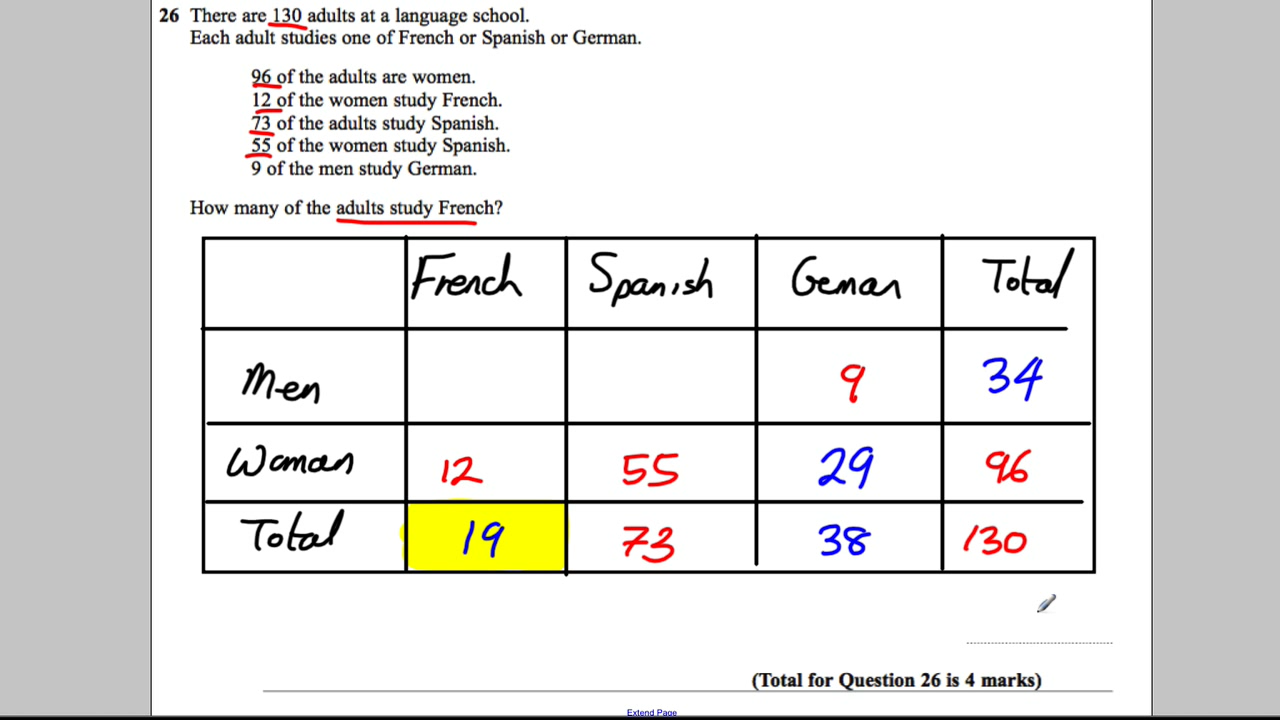 26 There are 130 adults at a language school.
Each adult studies one of French or Spanish or German.
96 of the adults are women.
12 of the women study French.
73 of the adults study Spanish.
55 of the women study Spanish.
9 of the men study German.
How many of the adults study French?
French Spanish Geman Total
Men 9 34
Woman 12 55 29 96
Total 19 73 38 130
(Total for Question 26 is 4 marks)
Extend Page